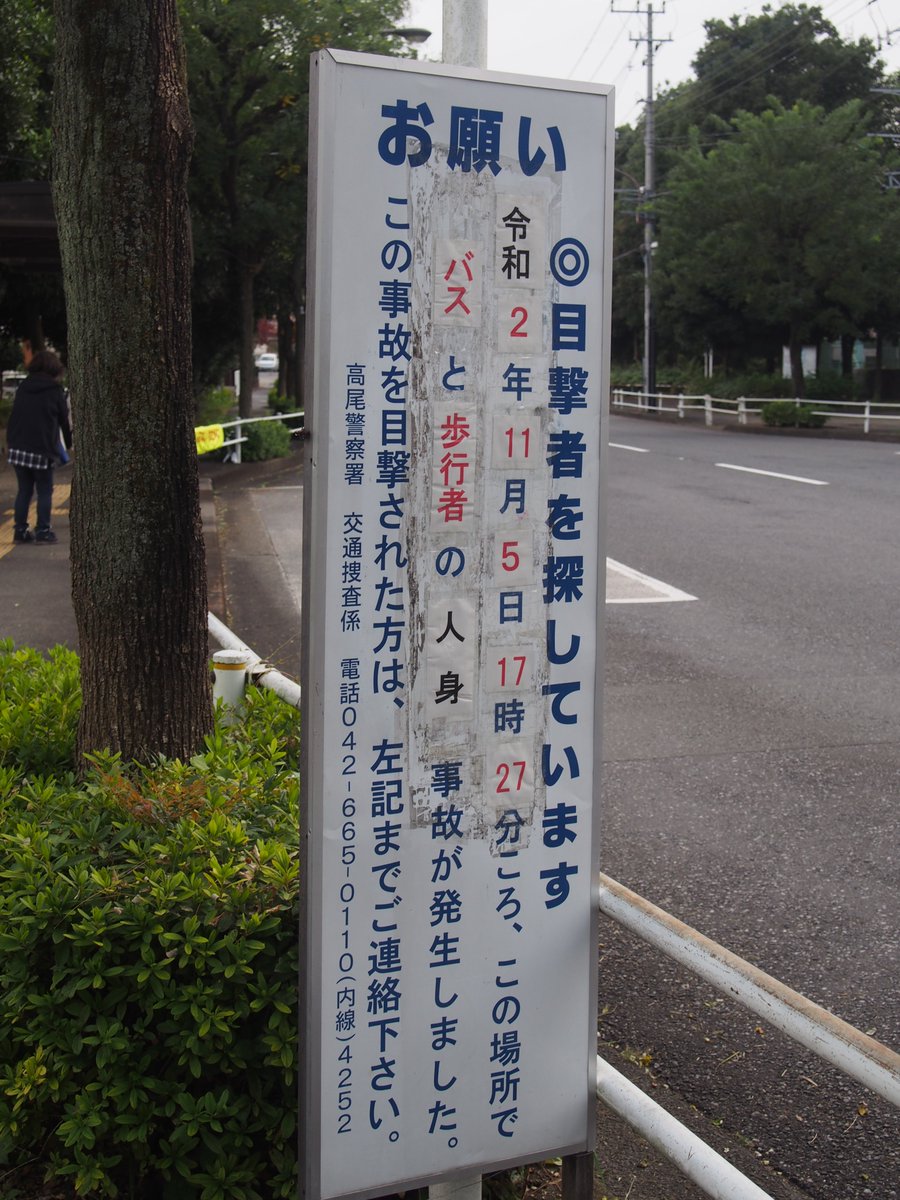 お願い
◎目撃者を探しています
令和2年11月5日17時27分ころ、この場所で
バスと歩行者の人身事故が発生しました。
この事故を目撃された方は、左記までご連絡下さい。
高尾警察署 交通捜査係 電話042-665-0110(内線)4252